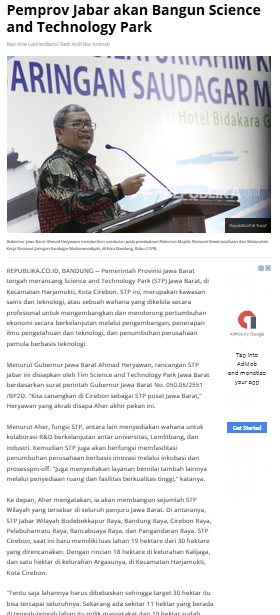 Pemprov Jabar akan Bangun Science
and Technology Park
Rep: Arie Lukihardianti/ Red: Andi Nur Aminah
ARINGAN SAUDAGAR M
Hotel Bidakara G
Republika/Edi Yusuf
Gubernur Jawa Barat Ahmad Heryawan memberikan sambutan pada pembukaan Rakernas Majelis Ekonomi Kewirausahaan dan Silaturahim
Kerja Nasional Jaringan Saudagar Muhammadiyah, di Kota Bandung, Rabu
REPUBLIKA.CO.ID, BANDUNG -- Pemerintah Provinsi Jawa Barat
tengah merancang Science and Technology Park (STP) Jawa Barat, di
Kecamatan Harjamukti, Kota Cirebon. STP ini, merupakan kawasan
sains dan teknologi, atau sebuah wahana yang dikelola secara
profesional untuk mengembangkan dan mendorong pertumbuhan
ekonomi secara berkelanjutan melalui pengembangan, penerapan
ilmu pengetahuan dan teknologi, dan penumbuhan perusahaan
pemula berbasis teknologi.
AdMob by Google
Tap into
AdMob
and monetise
your app
Get Started
Menurut Gubernur Jawa Barat Ahmad Heryawan, rancangan STP
Jabar ini disiapkan oleh Tim Science and Technology Park Jawa Barat
berdasarkan surat perintah Gubernur Jawa Barat No. 050.05/2551
/BP2D. "Kita canangkan di Cirebon sebagai STP pusat Jawa Barat,"
Heryawan yang akrab disapa Aher akhir pekan ini.
Menurut Aher, fungsi STP, antara lain menyediakan wahana untuk
kolaborasi R&D berkelanjutan antar universitas, Lemlitbang, dan
industri. Kemudian STP juga akan berfungsi memfasilitasi
penumbuhan perusahaan berbasis inovasi melalui inkubasi dan
prosesspin-off. "Juga menyediakan layanan bernilai tambah lainnya
melalui penyediaan ruang dan fasilitas berkualitas tinggi," katanya.
Ke depan, Aher mengatakan, ia akan membangun sejumlah STP
Wilayah yang tersebar di seluruh penjuru Jawa Barat. Di antaranya,
STP Jabar Wilayah Bodebekkapur Raya, Bandung Raya, Cirebon Raya,
Pelabuhanratu Raya, Rancabuaya Raya, dan Pangandaran Raya. STP
Cirebon, saat ini baru memiliki luas lahan 19 hektare dari 30 hektare
yang direncanakan. Dengan rincian 18 hektare di kelurahan Kalijaga,
dan satu hektare di kelurahan Argasunya, di Kecamatan Harjamukti,
Kota Cirebon.
"Tentu saja lahannya harus dibebaskan sehingga target 30 hektare itu
bisa tercapai seluruhnya. Sekarang ada sekitar 11 hektar yang berada
di tengah-tengah lahan itu milik masyarakat dan 19 hektar sudah